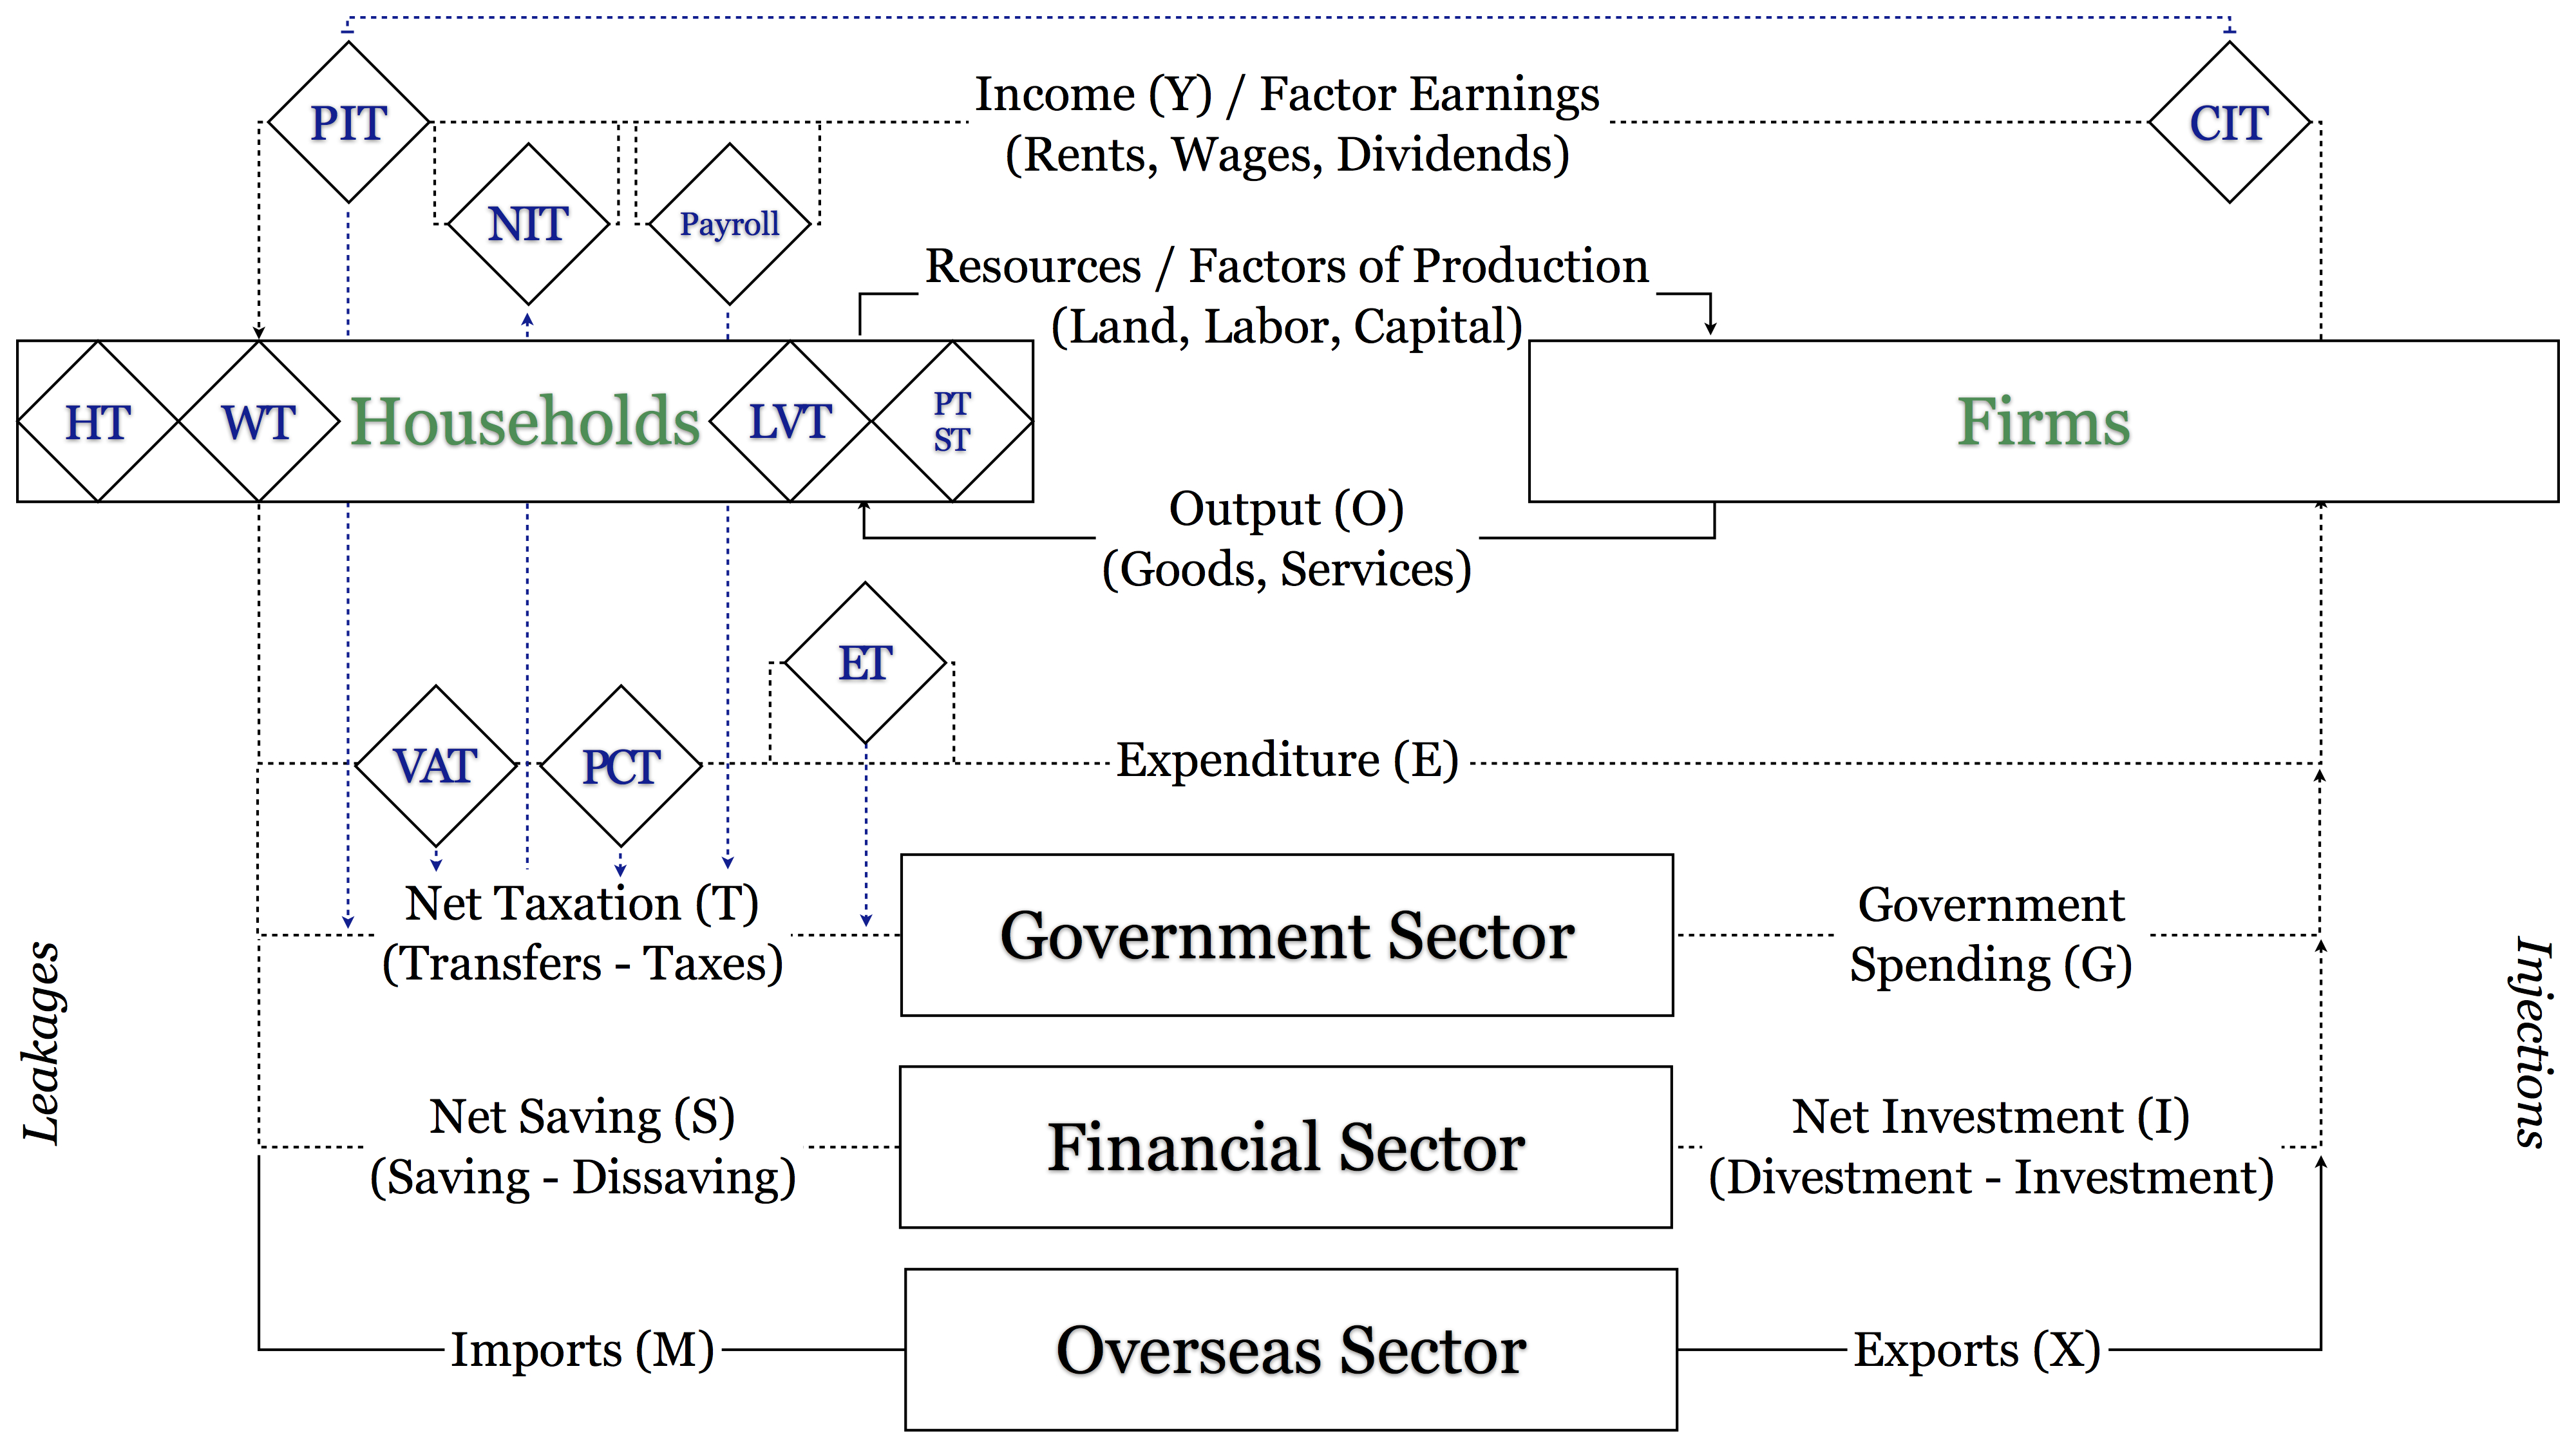 PIT
Income (Y) / Factor Earnings
(Rents, Wages, Dividends)
CIT
NIT
Payroll
Resources / Factors of Production
(Land, Labor, Capital)
HT
WT
Households
LVT
PT
ST
Firms
Output (O)
(Goods, Services)
ET
VAT
PCT
Expenditure (E)
Net Taxation (T)
(Transfers - Taxes)
Government Sector
Government
Spending (G)
Leakages
Injections
Net Saving (S)
(Saving - Dissaving)
Financial Sector
Net Investment (I)
(Divestment - Investment)
Imports (M)
Overseas Sector
Exports (X)